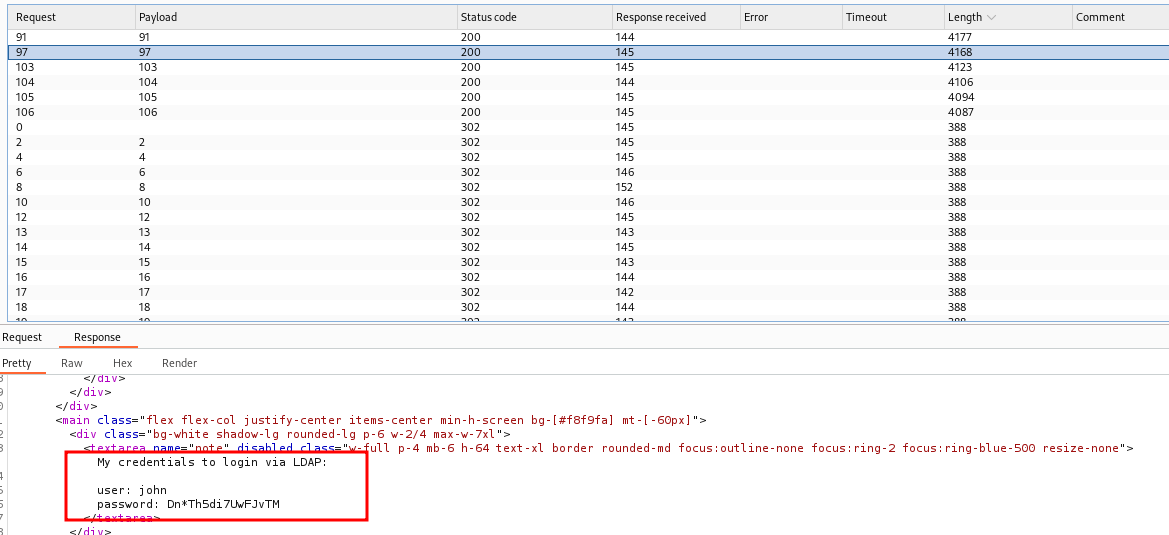 Request Payload Status code Response received Error Timeout Length Comment
91 91 200 144 4177
97 97 200 145 4168
103 103 200 145 4123
104 104 200 144 4106
105 105 200 145 4094
106 106 200 145 4087
0 302 145 388
2 2 302 145 388
4 4 302 145 388
6 6 302 146 388
8 8 302 152 388
10 10 302 146 388
12 12 302 145 388
13 13 302 143 388
14 14 302 145 388
15 15 302 143 388
16 16 302 144 388
17 17 302 142 388
18 18 302 144 388
Request Response
Pretty Raw Hex Render
</div>
</div>
</div>
<main class="flex flex-col justify-center items-center min-h-screen bg-[#f8f9fa] mt-[-60px]">
<div class="bg-white shadow-lg rounded-lg p-6 w-2/4 max-w-7xl">
<textarea name="note" disabled class="w-full p-4 mb-6 h-64 text-xl border rounded-md focus:outline-none focus:ring-2 focus:ring-blue-500 resize-none">
My credentials to login via LDAP:
user: john
password: Dn*Th5di7UwFJvTM
</textarea>
</div>